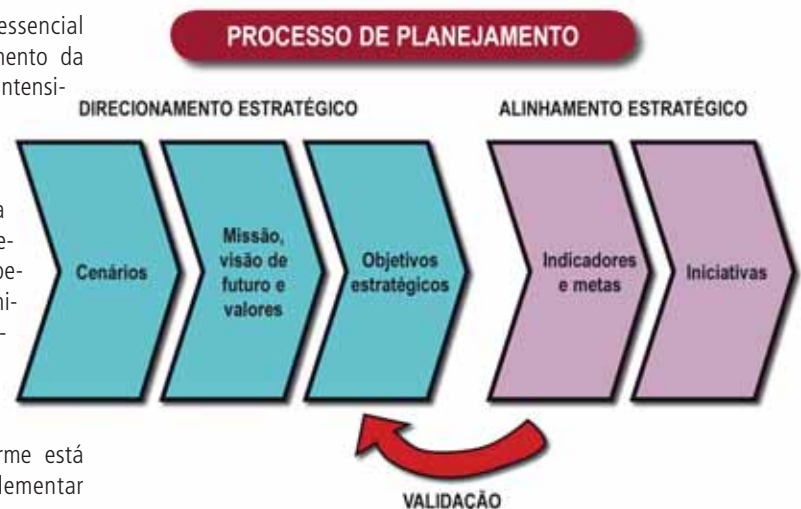 essencial
mento da
ntensi-
a
e-
pe-
ni-
-
rme está
lementar
PROCESSO DE PLANEJAMENTO
DIRECIONAMENTO ESTRATÉGICO
ALINHAMENTO ESTRATÉGICO
Cenários
Missão,
visão de
futuro e
valores
Objetivos
estratégicos
Indicadores
e metas
Iniciativas
VALIDAÇÃO